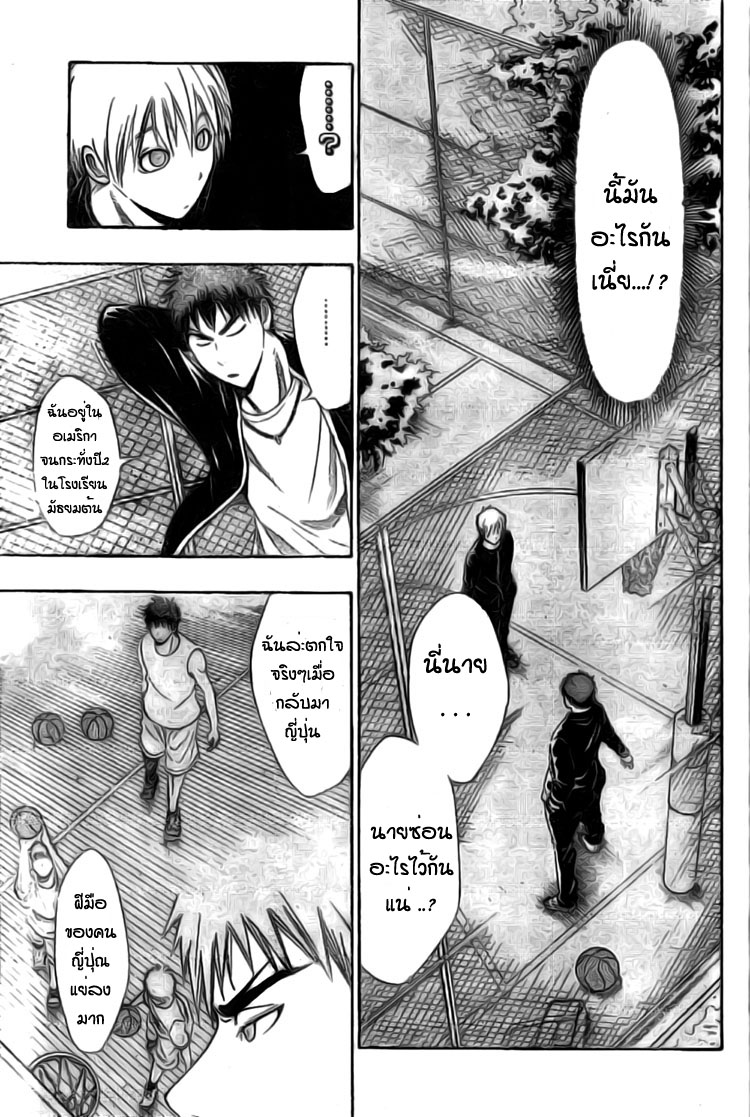 นี้มัน
อะไรกัน
เนี่ย...!?
นี่นาย
...
นายซ่อน
อะไรไว้กัน
แน่ ..?
........?
........
ฉันอยู่ใน
อเมริกา
จนกระทั่งปี2
ในโรงเรียน
มัธยมต้น
ฉันล่ะตกใจ
จริงๆเมื่อ
กลับมา
ญี่ปุ่น
ฝีมือ
ของคน
ญี่ปุ่ณ
แย่ลง
มาก